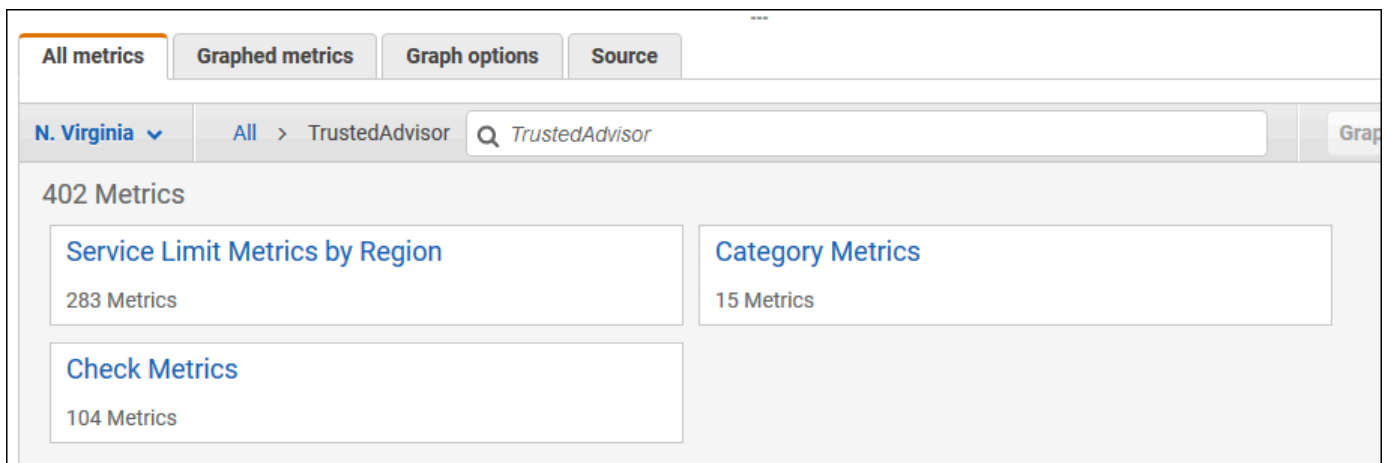 All metrics Graphed metrics Graph options Source
N. Virginia All > TrustedAdvisor TrustedAdvisor
402 Metrics
Service Limit Metrics by Region
283 Metrics
Category Metrics
15 Metrics
Check Metrics
104 Metrics